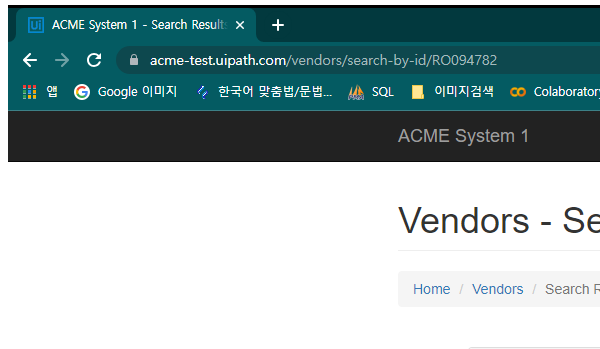 Ui ACME System 1 - Search Results
acme-test.uipath.com/vendors/search-by-id/RO094782
앱 Google 이미지 한국어 맞춤법/문법... SQL 이미지검색 Colaboratory
ACME System 1
Vendors - Se
Home / Vendors / Search R